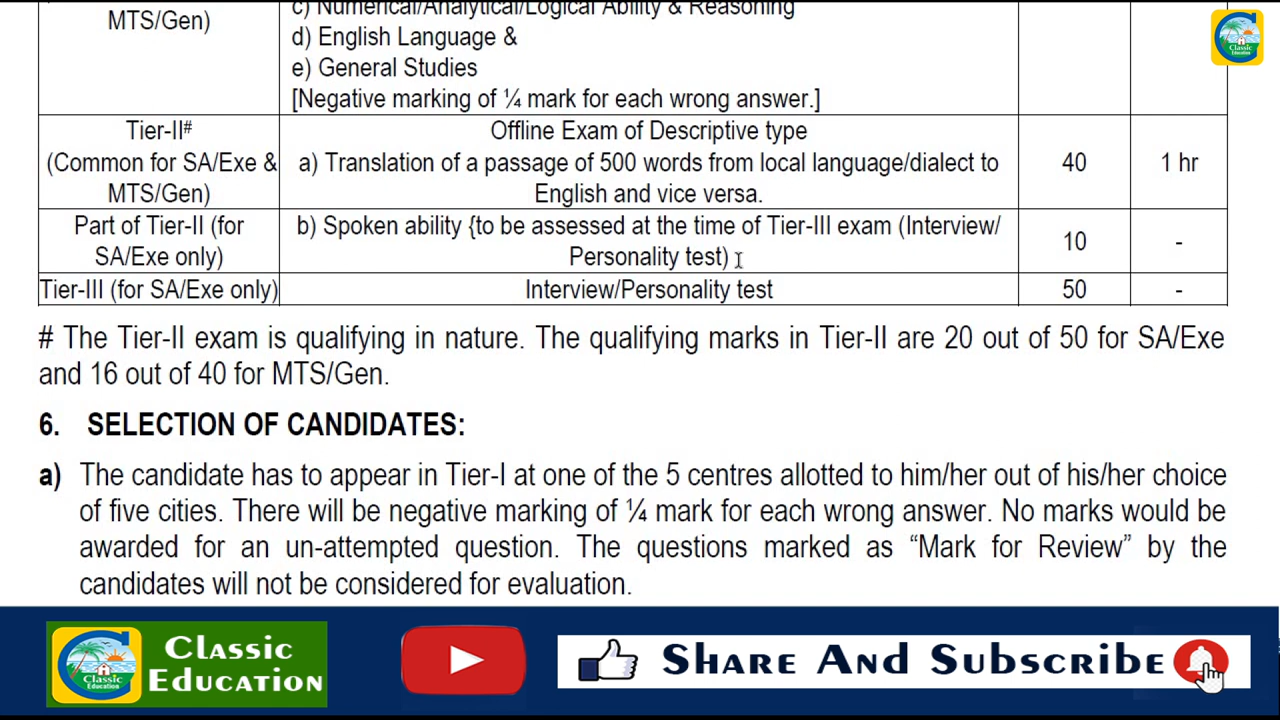 MTS/Gen)
c) Numerical/Analytical/Logical Ability & Reasoning
d) English Language &
e) General Studies
[Negative marking of ¼ mark for each wrong answer.]
Tier-II#
(Common for SA/Exe &
MTS/Gen)
Offline Exam of Descriptive type
a) Translation of a passage of 500 words from local language/dialect to
English and vice versa.
40
1 hr
Part of Tier-II (for
SA/Exe only)
b) Spoken ability {to be assessed at the time of Tier-III exam (Interview/
Personality test)
10
-
Tier-III (for SA/Exe only)
Interview/Personality test
50
-
# The Tier-II exam is qualifying in nature. The qualifying marks in Tier-II are 20 out of 50 for SA/Exe
and 16 out of 40 for MTS/Gen.
6. SELECTION OF CANDIDATES:
a) The candidate has to appear in Tier-I at one of the 5 centres allotted to him/her out of his/her choice
of five cities. There will be negative marking of ¼ mark for each wrong answer. No marks would be
awarded for an un-attempted question. The questions marked as “Mark for Review” by the
candidates will not be considered for evaluation.
Classic
Education
Classic
Education
Classic
Education
Share And Subscribe